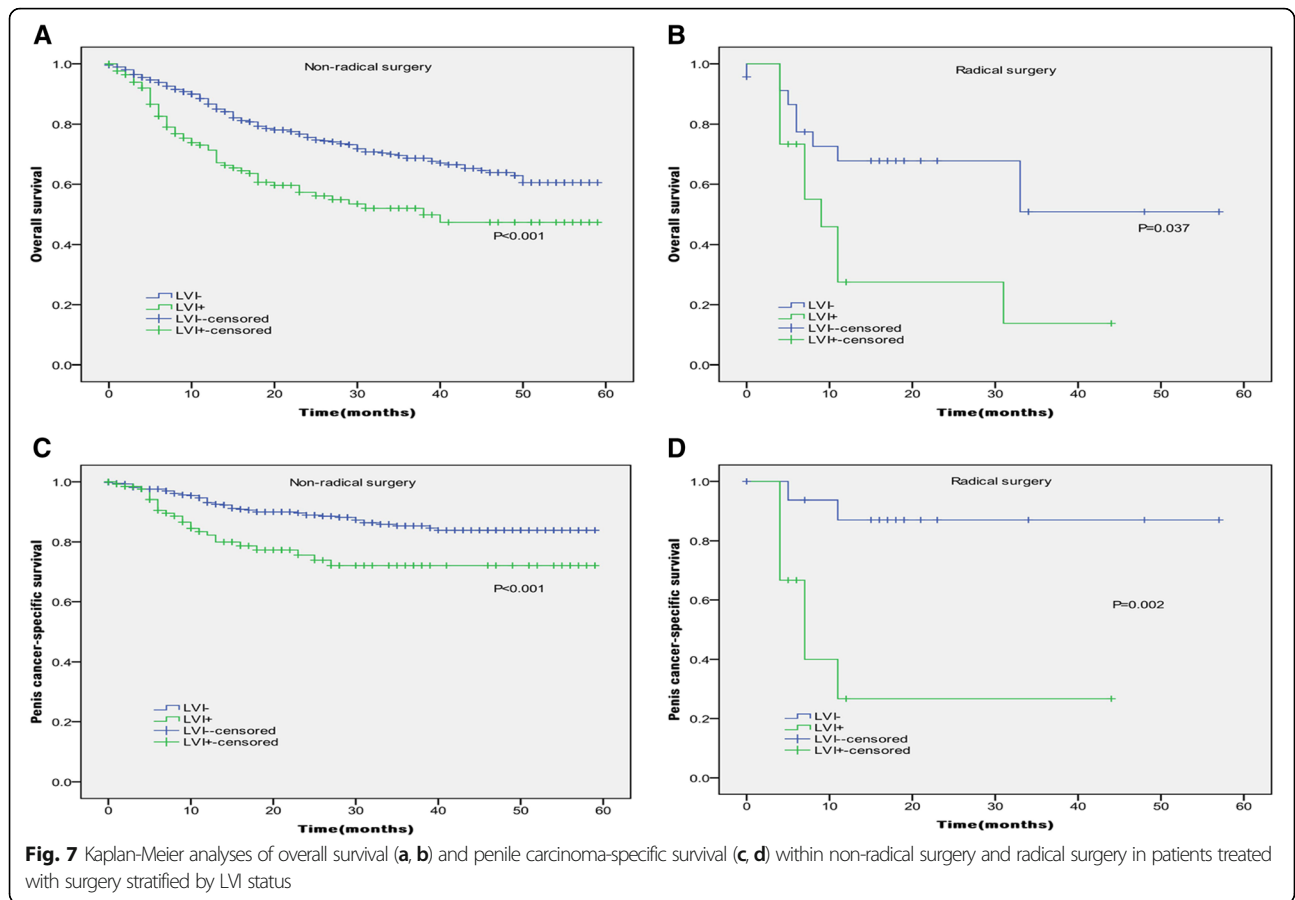 A
Non-radical surgery
1.0
0.8
0.6
0.4
0.2
0.0
Overall survival
P<0.001
LVI-
LVI+
LVI--censored
LVI+-censored
0 10 20 30 40 50 60
Time(months)
B
Radical surgery
1.0
0.8
0.6
0.4
0.2
0.0
Overall survival
P=0.037
LVI-
LVI+
LVI--censored
LVI+-censored
0 10 20 30 40 50 60
Time(months)
C
Non-radical surgery
1.0
0.8
0.6
0.4
0.2
0.0
Penis cancer-specific survival
P<0.001
LVI-
LVI+
LVI--censored
LVI+-censored
0 10 20 30 40 50 60
Time(months)
D
Radical surgery
1.0
0.8
0.6
0.4
0.2
0.0
Penis cancer-specific survival
P=0.002
LVI-
LVI+
LVI--censored
LVI+-censored
0 10 20 30 40 50 60
Time(months)
Fig. 7 Kaplan-Meier analyses of overall survival (a, b) and penile carcinoma-specific survival (c, d) within non-radical surgery and radical surgery in patients treated
with surgery stratified by LVI status